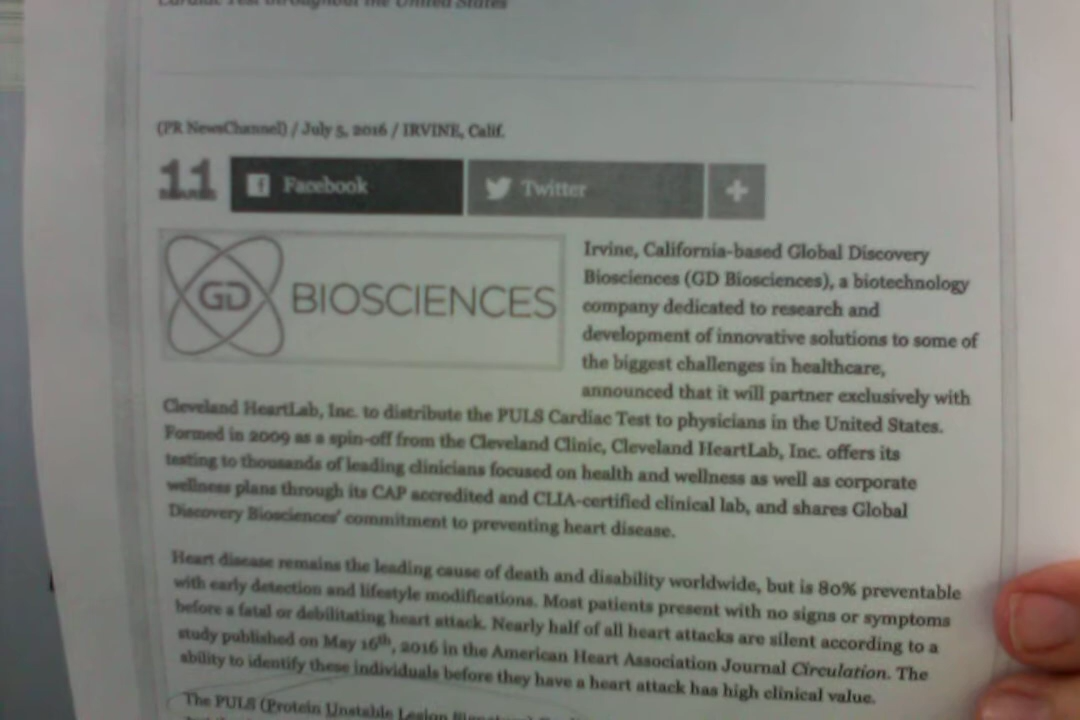 Cardiac Test throughout the United States
(PR NewsChannel) / July 5, 2016 / IRVINE, Calif.
11
SHARES
f Facebook
Twitter
+
GD BIOSCIENCES
Irvine, California-based Global Discovery
Biosciences (GD Biosciences), a biotechnology
company dedicated to research and
development of innovative solutions to some of
the biggest challenges in healthcare,
announced that it will partner exclusively with
Cleveland HeartLab, Inc. to distribute the PULS Cardiac Test to physicians in the United States.
Formed in 2009 as a spin-off from the Cleveland Clinic, Cleveland HeartLab, Inc. offers its
testing to thousands of leading clinicians focused on health and wellness as well as corporate
wellness plans through its CAP accredited and CLIA-certified clinical lab, and shares Global
Discovery Biosciences' commitment to preventing heart disease.
Heart disease remains the leading cause of death and disability worldwide, but is 80% preventable
with early detection and lifestyle modifications. Most patients present with no signs or symptoms
before a fatal or debilitating heart attack. Nearly half of all heart attacks are silent according to a
study published on May 16th, 2016 in the American Heart Association Journal Circulation. The
ability to identify these individuals before they have a heart attack has high clinical value.
The PULS (Protein Unstable Lesion Signature)